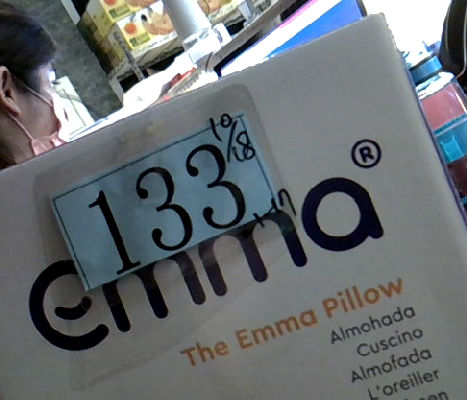 10/18
133
emma®
The Emma Pillow
Almohada
Cuscino
Almofada
L'oreiller